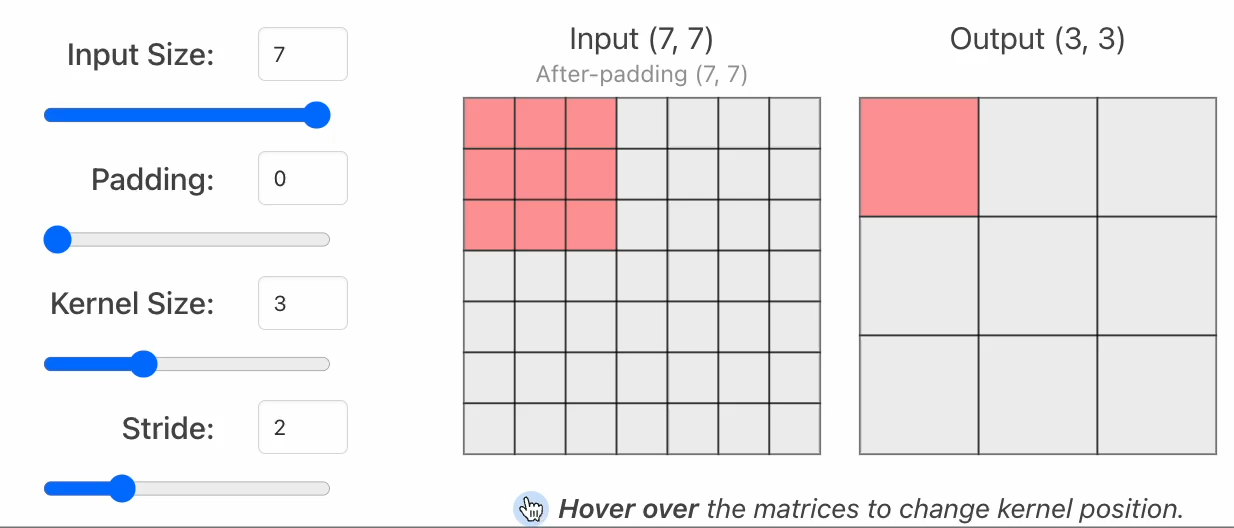 Input Size: 7
Padding: 0
Kernel Size: 3
Stride: 2
Input (7, 7)
After-padding (7, 7)
Output (3, 3)
Hover over the matrices to change kernel position.